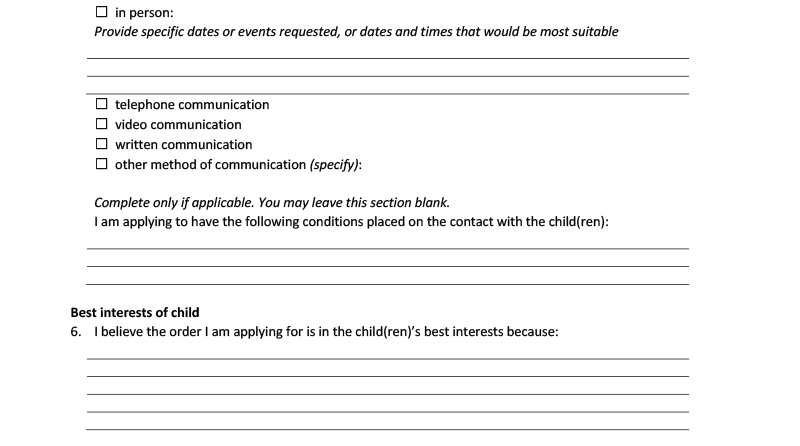 ☐ in person:
Provide specific dates or events requested, or dates and times that would be most suitable
☐ telephone communication
☐ video communication
☐ written communication
☐ other method of communication (specify):
Complete only if applicable. You may leave this section blank.
I am applying to have the following conditions placed on the contact with the child(ren):
Best interests of child
6. I believe the order I am applying for is in the child(ren)’s best interests because: